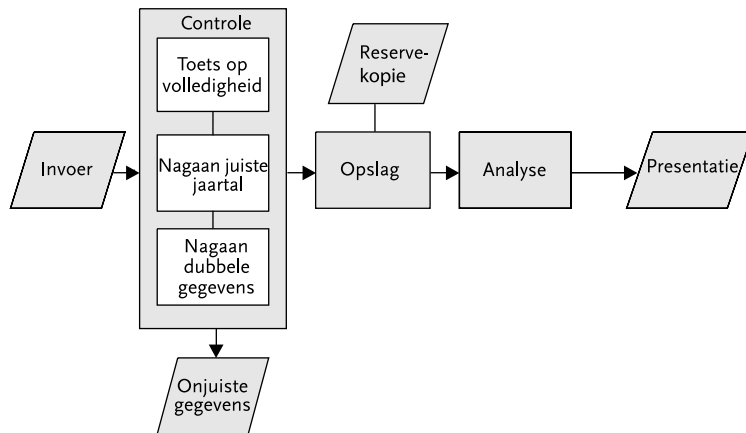 Controle
Toets op
volledigheid
Nagaan juiste
jaartal
Nagaan
dubbele
gegevens
Invoer
Reserve-
kopie
Opslag
Analyse
Presentatie
Onjuiste
gegevens